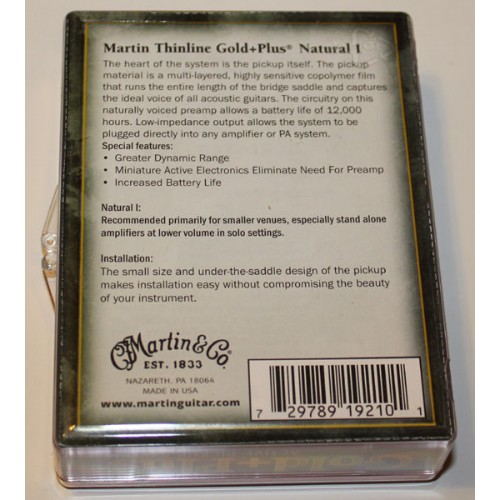 Martin Thinline Gold+Plus® Natural 1
The heart of the system is the pickup itself. The pickup
material is a multi-layered, highly sensitive copolymer film
that runs the entire length of the bridge saddle and captures
the ideal voice of all acoustic guitars. The circuitry on this
naturally voiced preamp allows a battery life of 12,000
hours. Low-impedance output allows the system to be
plugged directly into any amplifier or PA system.
Special features:
• Greater Dynamic Range
• Miniature Active Electronics Eliminate Need For Preamp
• Increased Battery Life
Natural I:
Recommended primarily for smaller venues, especially stand alone
amplifiers at lower volume in solo settings.
Installation:
The small size and under-the-saddle design of the pickup
makes installation easy without compromising the beauty
of your instrument.
CF Martin & Co.
EST. 1833
NAZARETH, PA 18064
MADE IN USA
www.martinguitar.com
7 29789 19210 1